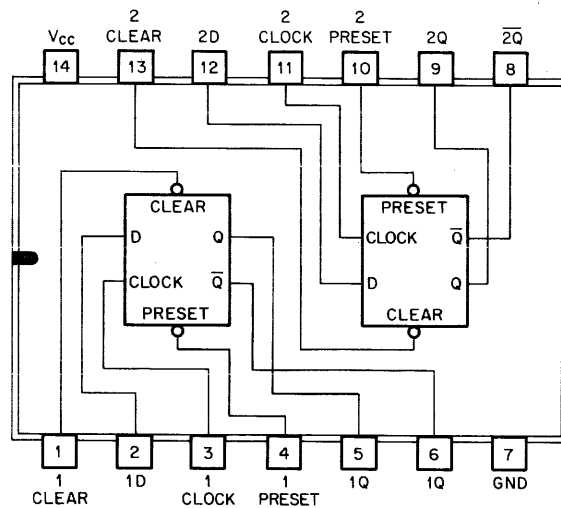 2 2 2
Vcc CLEAR 2D CLOCK PRESET 2Q 2Q̅
14 13 12 11 10 9 8
CLEAR PRESET
D Q CLOCK Q̅
CLOCK Q̅ D Q
PRESET CLEAR
1 2 3 4 5 6 7
1 1D 1 1 1Q 1Q GND
CLEAR CLOCK PRESET